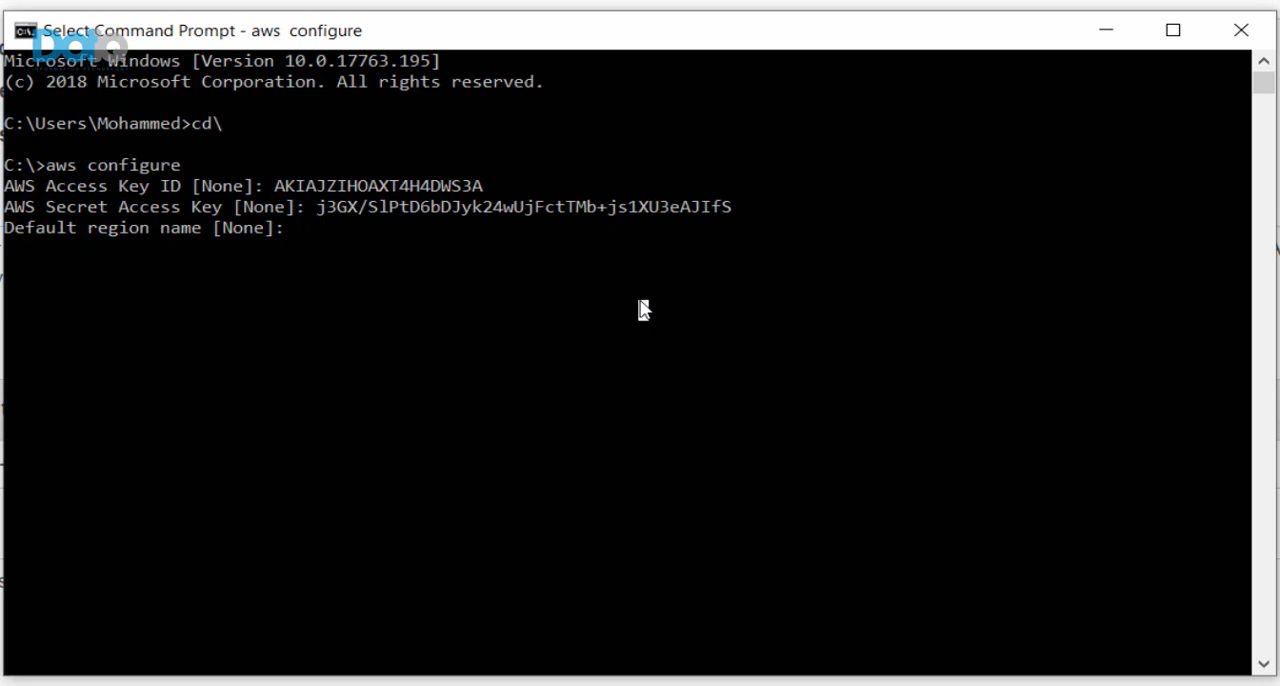 Select Command Prompt - aws configure
Microsoft Windows [Version 10.0.17763.195]
(c) 2018 Microsoft Corporation. All rights reserved.
C:\Users\Mohammed>cd\
C:\>aws configure
AWS Access Key ID [None]: AKIAJZIHOAXT4H4DWS3A
AWS Secret Access Key [None]: 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
Default region name [None]: